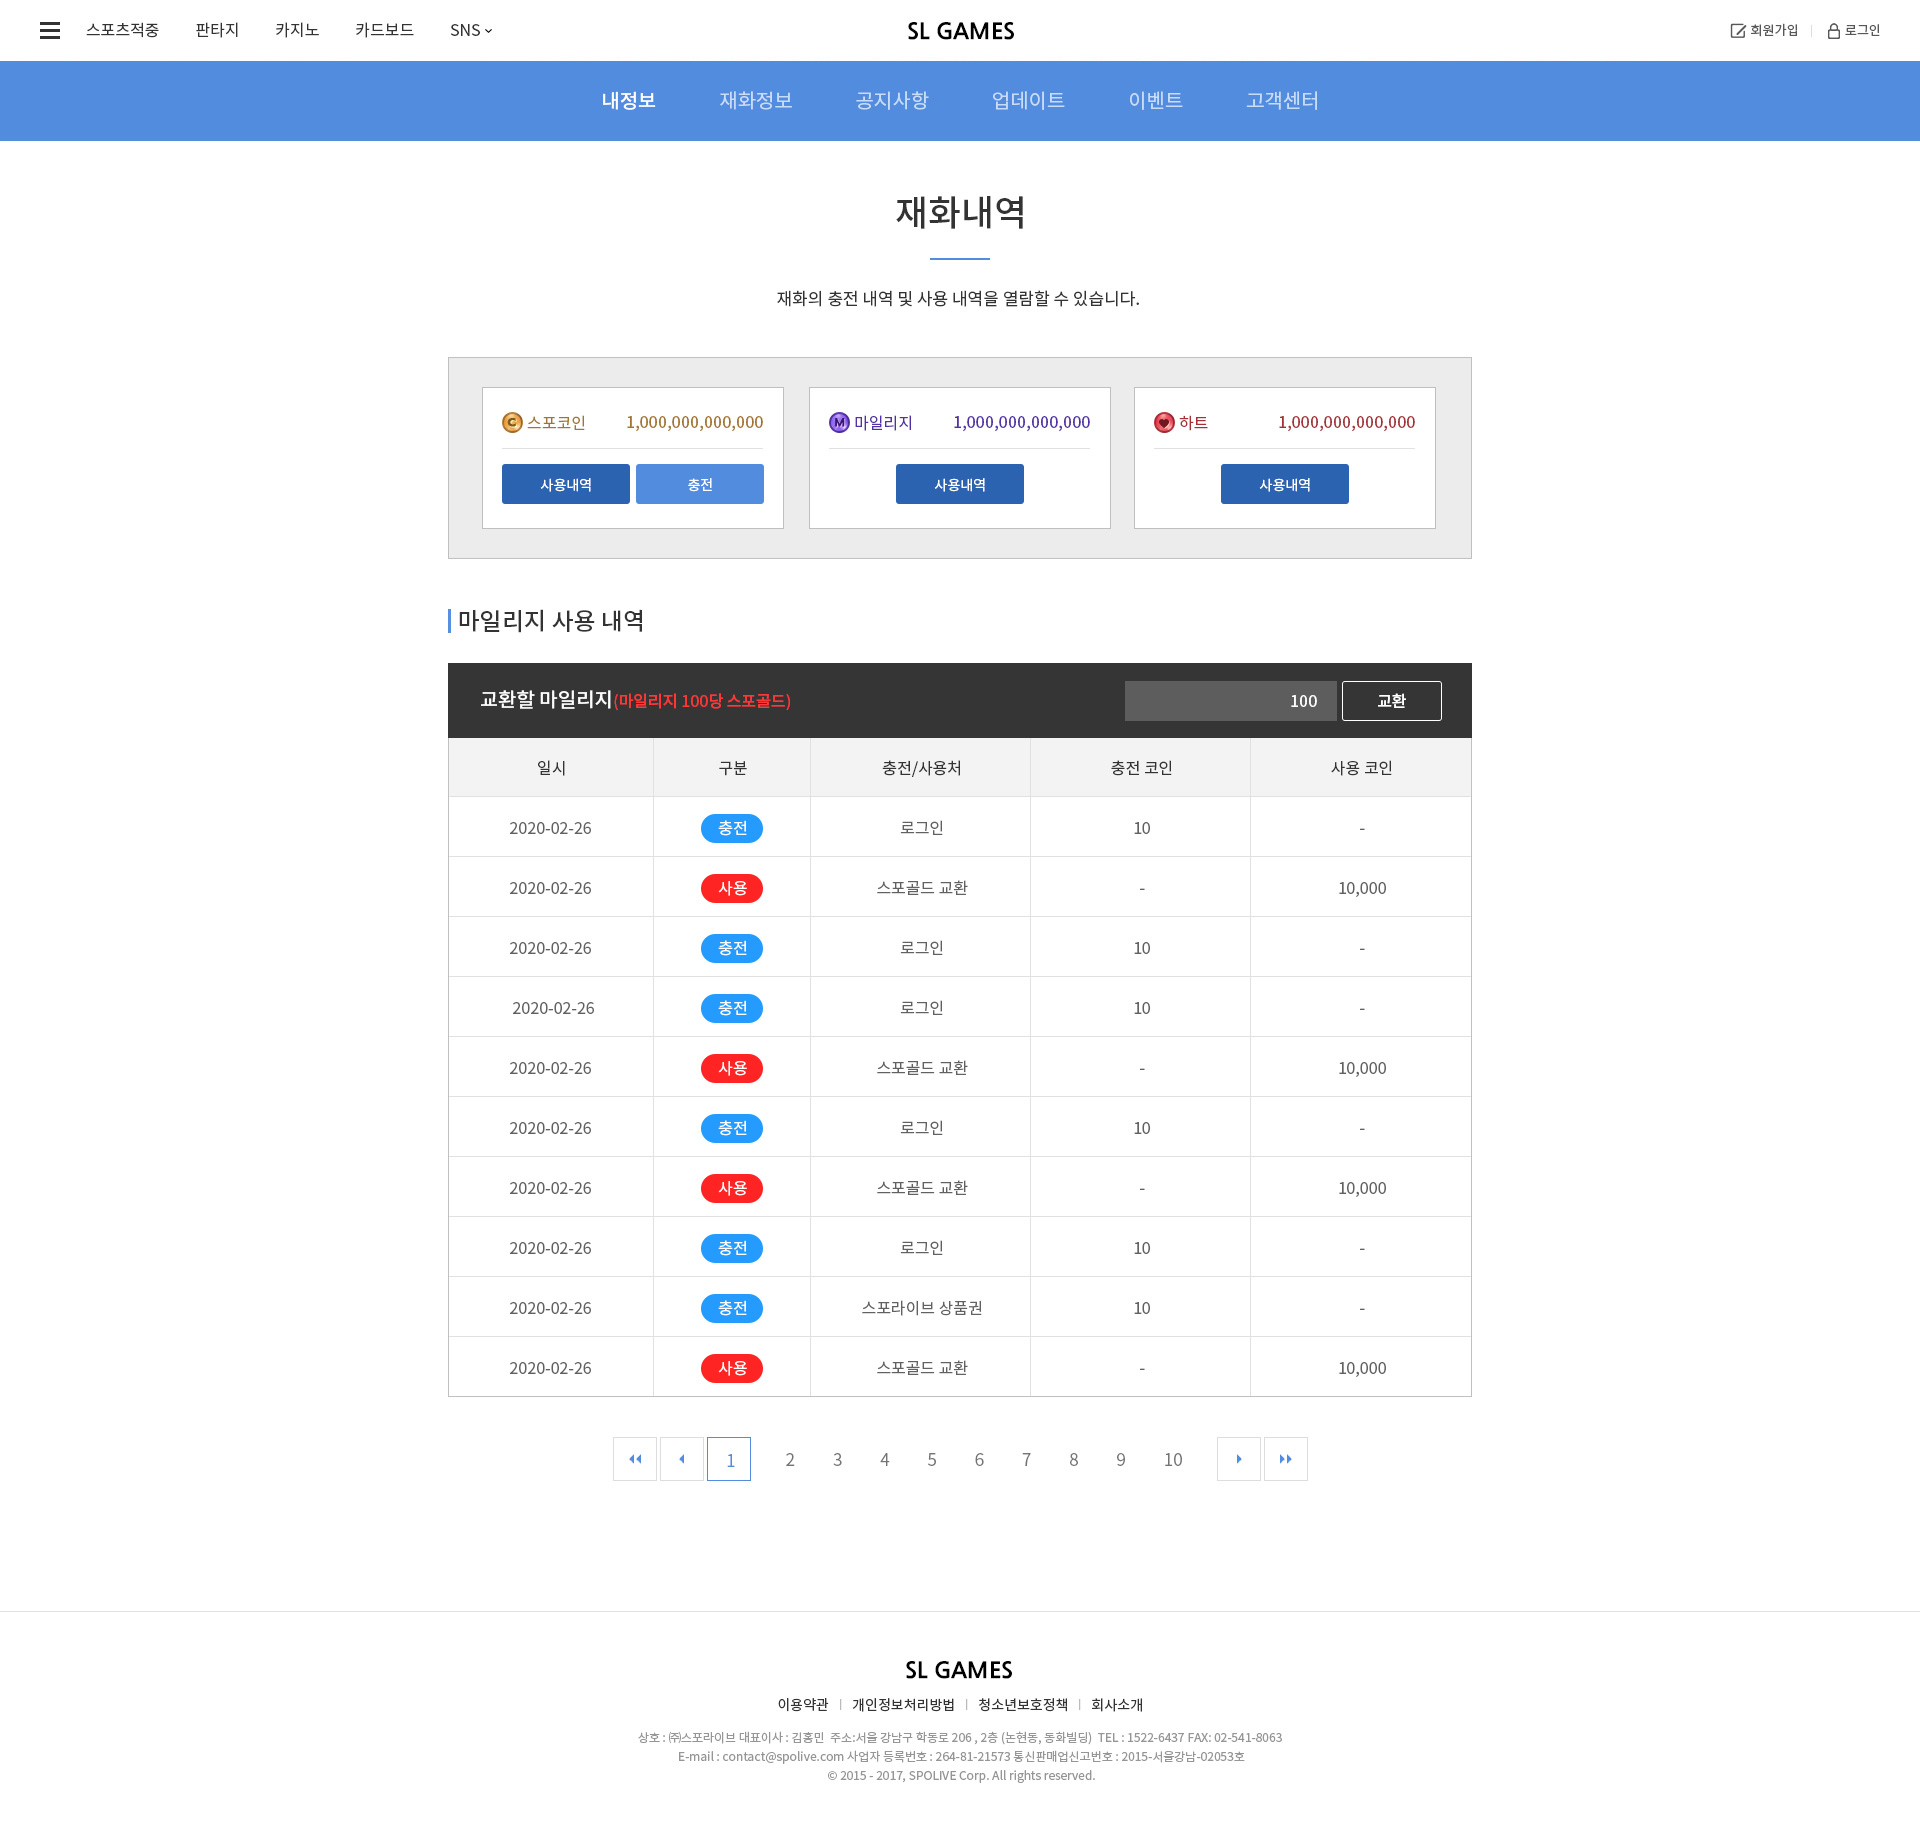 스포츠적중 판타지 카지노 카드보드 SNS SL GAMES 회원가입 로그인
내정보 재화정보 공지사항 업데이트 이벤트 고객센터
재화내역
재화의 충전 내역 및 사용 내역을 열람할 수 있습니다.
C 스포코인 1,000,000,000,000 M 마일리지 1,000,000,000,000 하트 1,000,000,000,000
사용내역 충전 사용내역 사용내역
마일리지 사용 내역
교환할 마일리지(마일리지 100당 스포골드) 100 교환
일시 구분 충전/사용처 충전 코인 사용 코인
2020-02-26 충전 로그인 10 -
2020-02-26 사용 스포골드 교환 - 10,000
2020-02-26 충전 로그인 10 -
2020-02-26 충전 로그인 10 -
2020-02-26 사용 스포골드 교환 - 10,000
2020-02-26 충전 로그인 10 -
2020-02-26 사용 스포골드 교환 - 10,000
2020-02-26 충전 로그인 10 -
2020-02-26 충전 스포라이브 상품권 10 -
2020-02-26 사용 스포골드 교환 - 10,000
1 2 3 4 5 6 7 8 9 10
SL GAMES
이용약관 | 개인정보처리방법 | 청소년보호정책 | 회사소개
상호 : ㈜스포라이브 대표이사 : 김홍민 주소:서울 강남구 학동로 206 , 2층 (논현동, 동화빌딩) TEL : 1522-6437 FAX: 02-541-8063
E-mail : contact@spolive.com 사업자 등록번호 : 264-81-21573 통신판매업신고번호 : 2015-서울강남-02053호
© 2015 - 2017, SPOLIVE Corp. All rights reserved.